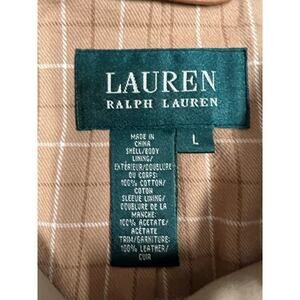 LAUREN
RALPH LAUREN
L
MADE IN
CHINA
SHELL/BODY
LINING/
EXTÉRIEUR/DOUBLURE
DU CORPS:
100% COTTON/
COTON
SLEEVE LINING/
DOUBLURE DE LA
MANCHE:
100% ACETATE/
ACÉTATE
TRIM/GARNITURE:
100% LEATHER/
CUIR